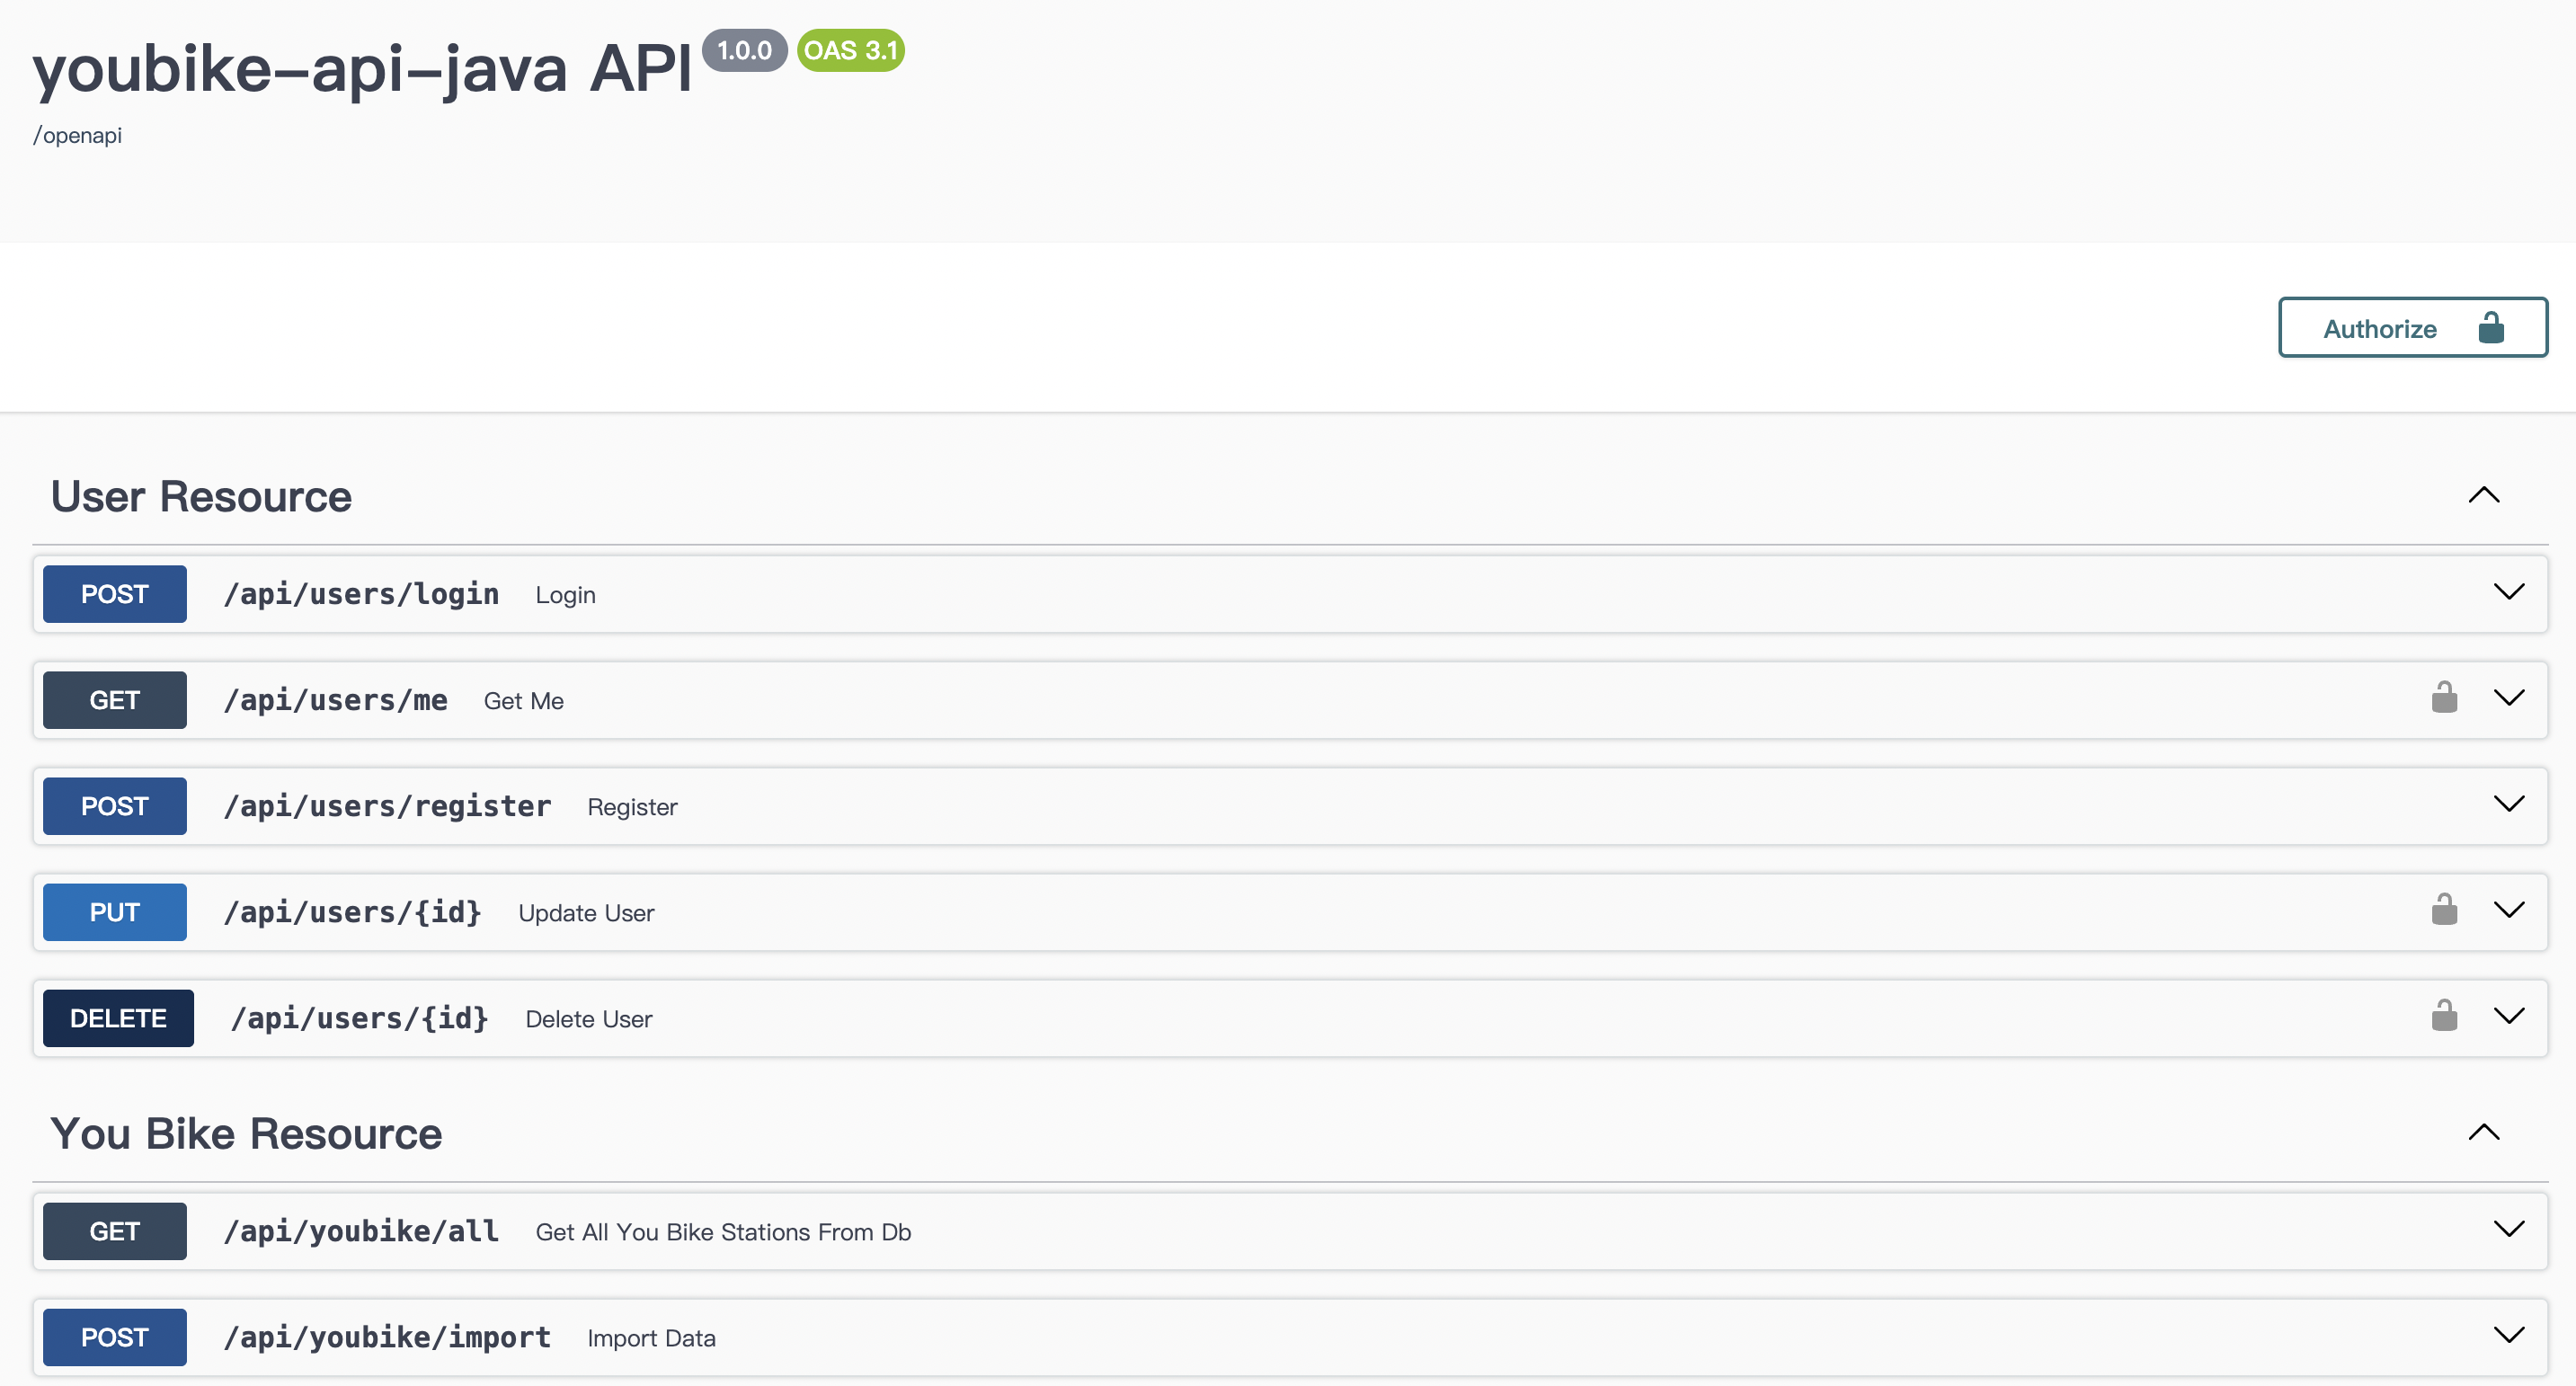 youbike-api-java API 1.0.0 OAS 3.1
/openapi
Authorize
User Resource
POST /api/users/login Login
GET /api/users/me Get Me
POST /api/users/register Register
PUT /api/users/{id} Update User
DELETE /api/users/{id} Delete User
You Bike Resource
GET /api/youbike/all Get All You Bike Stations From Db
POST /api/youbike/import Import Data